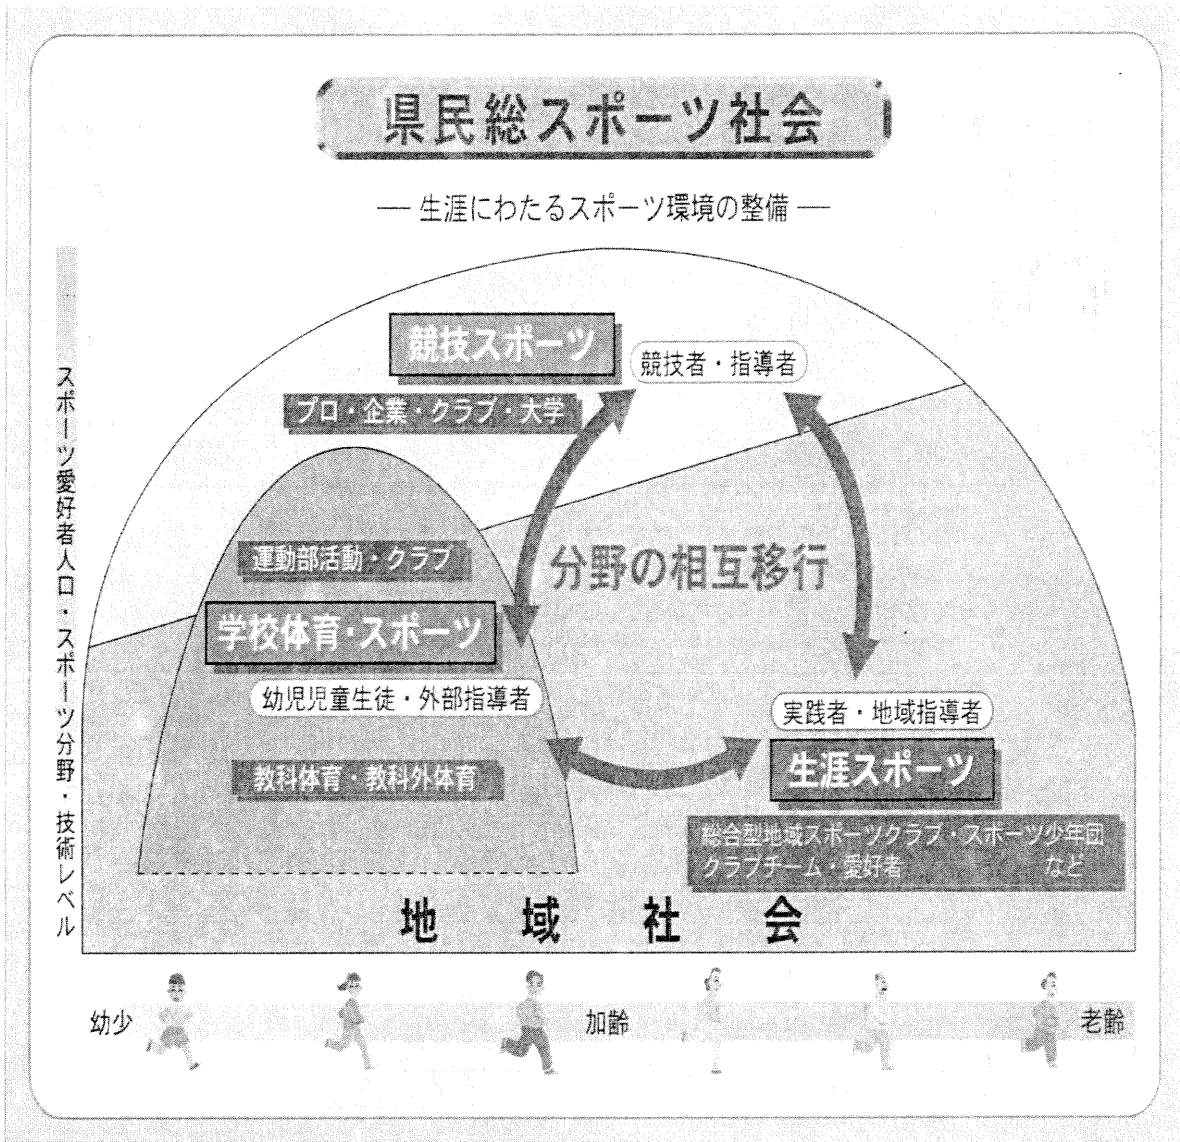 県民総スポーツ社会
― 生涯にわたるスポーツ環境の整備 ―
スポーツ愛好者人口・スポーツ分野・技術レベル
競技スポーツ
競技者・指導者
プロ・企業・クラブ・大学
運動部活動・クラブ
分野の相互移行
学校体育・スポーツ
幼児児童生徒・外部指導者
教科体育・教科外体育
実践者・地域指導者
生涯スポーツ
総合型地域スポーツクラブ・スポーツ少年団
クラブチーム・愛好者 など
地域社会
幼少 加齢 老齢